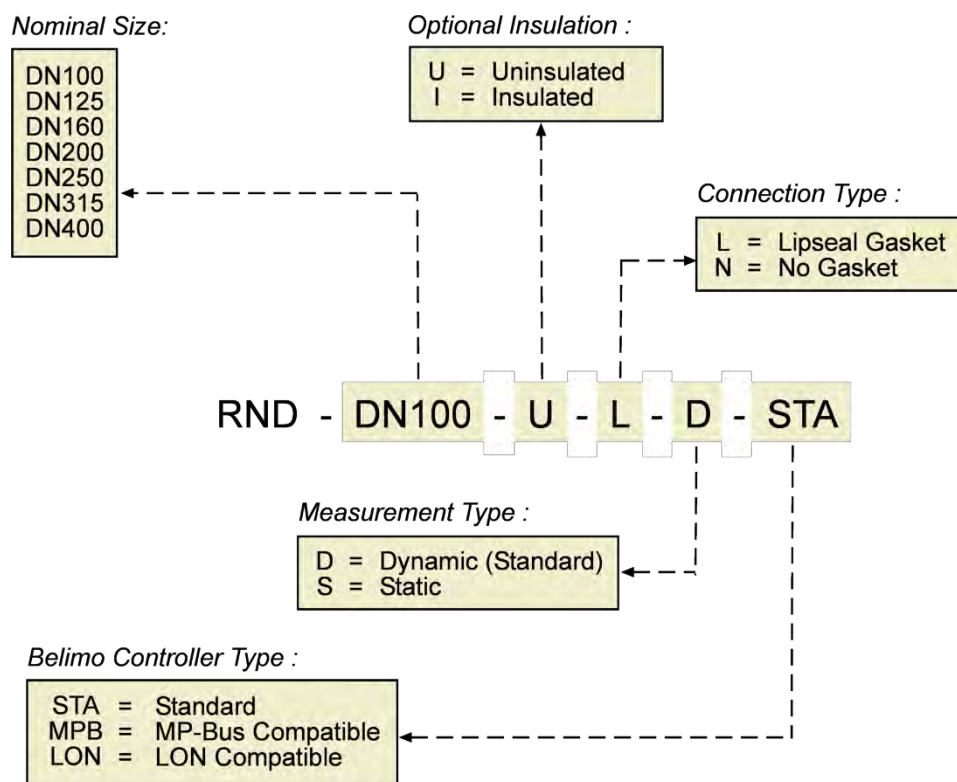 Nominal Size:
DN100
DN125
DN160
DN200
DN250
DN315
DN400
Optional Insulation :
U = Uninsulated
I = Insulated
Connection Type :
L = Lipseal Gasket
N = No Gasket
RND - DN100 - U - L - D - STA
Measurement Type :
D = Dynamic (Standard)
S = Static
Belimo Controller Type :
STA = Standard
MPB = MP-Bus Compatible
LON = LON Compatible